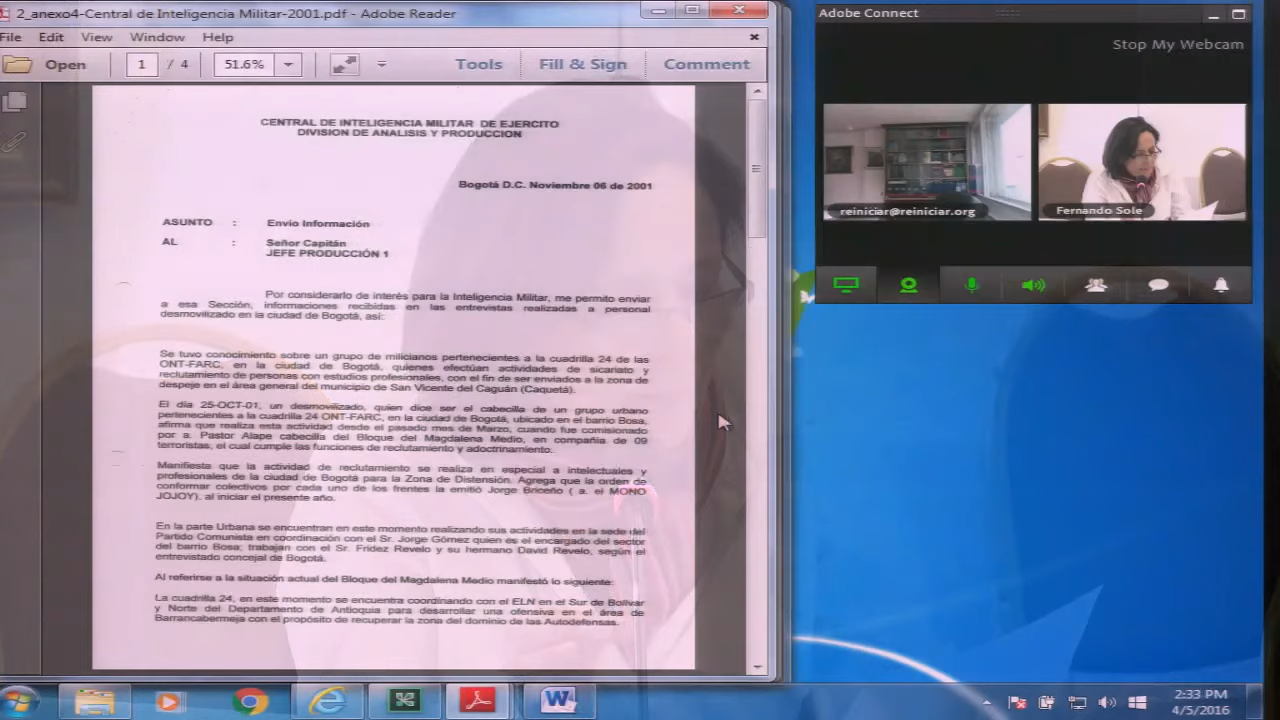 2_anexo4-Central de Inteligencia Militar-2001.pdf - Adobe Reader
File Edit View Window Help
Open 1 / 4 51.6% Tools Fill & Sign Comment
CENTRAL DE INTELIGENCIA MILITAR DE EJERCITO
DIVISION DE ANALISIS Y PRODUCCION
Bogotá D.C. Noviembre 06 de 2001
ASUNTO : Envio Información
AL : Señor Capitán
JEFE PRODUCCIÓN 1
Por considerarlo de interés para la Inteligencia Militar, me permito enviar
a esa Sección, informaciones recibidas en las entrevistas realizadas a personal
desmovilizado en la ciudad de Bogotá, así:
Se tuvo conocimiento sobre un grupo de milicianos pertenecientes a la cuadrilla 24 de las
ONT-FARC, en la ciudad de Bogotá, quienes efectúan actividades de sicariato y
reclutamiento de personas con estudios profesionales, con el fin de ser enviados a la zona de
despeje en el área general del municipio de San Vicente del Caguán (Caquetá).
El día 25-OCT-01, un desmovilizado, quien dice ser el cabecilla de un grupo urbano
pertenecientes a la cuadrilla 24 ONT-FARC, en la ciudad de Bogotá, ubicado en el barrio Bosa,
afirma que realiza esta actividad desde el pasado mes de Marzo, cuando fue comisionado
por a. Pastor Alape cabecilla del Bloque del Magdalena Medio, en compañía de 09
terroristas, el cual cumple las funciones de reclutamiento y adoctrinamiento.
Manifiesta que la actividad de reclutamiento se realiza en especial a intelectuales y
profesionales de la ciudad de Bogotá para la Zona de Distensión. Agrega que la orden de
conformar colectivos por cada uno de los frentes la emitió Jorge Briceño ( a. el MONO
JOJOY), al iniciar el presente año.
En la parte Urbana se encuentran en este momento realizando sus actividades en la sede del
Partido Comunista en coordinación con el Sr. Jorge Gómez quien es el encargado del sector
del barrio Bosa; trabajan con el Sr. Fridez Revelo y su hermano David Revelo, según el
entrevistado concejal de Bogotá.
Al referirse a la situación actual del Bloque del Magdalena Medio manifestó lo siguiente:
La cuadrilla 24, en este momento se encuentra coordinando con el ELN en el Sur de Bolívar
y Norte del Departamento de Antioquia para desarrollar una ofensiva en el área de
Barrancabermeja con el propósito de recuperar la zona del dominio de las Autodefensas.
Adobe Connect
Stop My Webcam
reiniciar@reiniciar.org
Fernando Sole
2:33 PM
4/5/2016